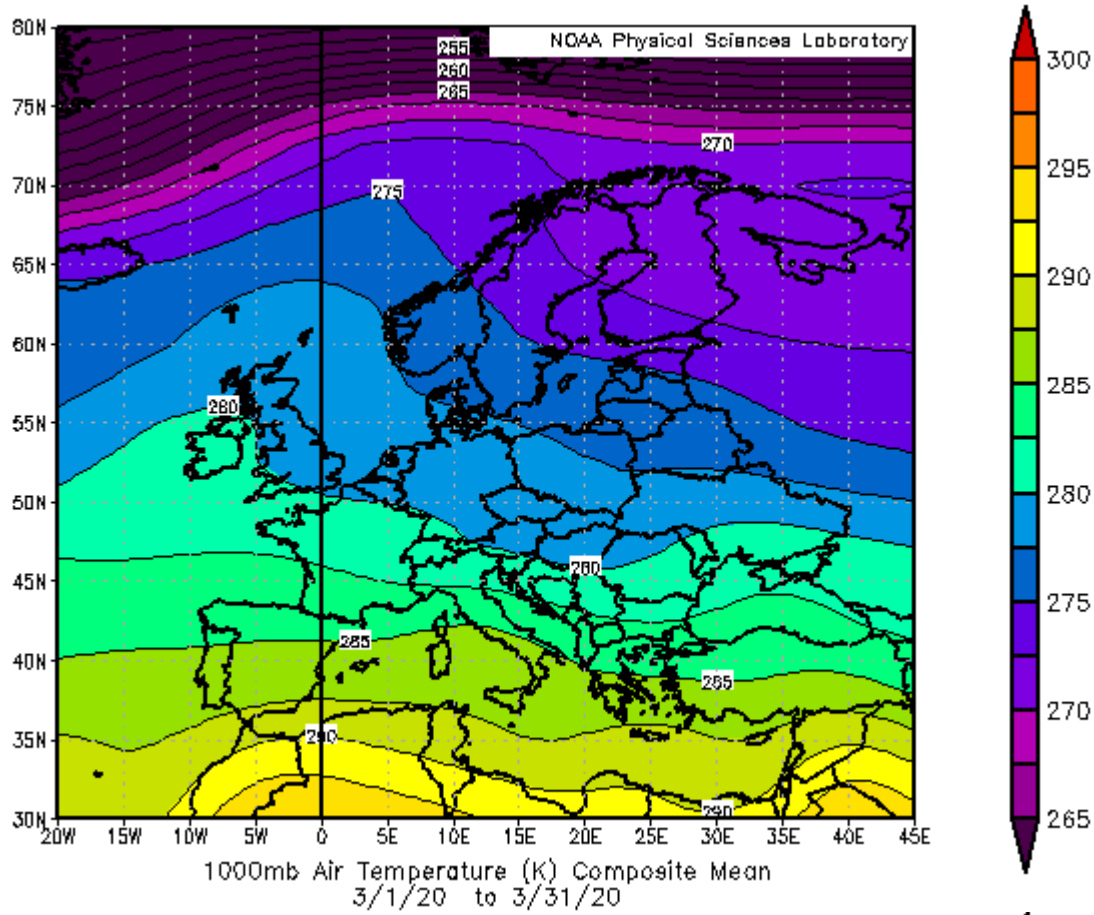 NOAA Physical Sciences Laboratory
80N
75N
70N
65N
60N
55N
50N
45N
40N
35N
30N
255
260
265
270
275
280
280
285
285
290
290
20W 15W 10W 5W 0 5E 10E 15E 20E 25E 30E 35E 40E 45E
1000mb Air Temperature (K) Composite Mean
3/1/20 to 3/31/20
300
295
290
285
280
275
270
265